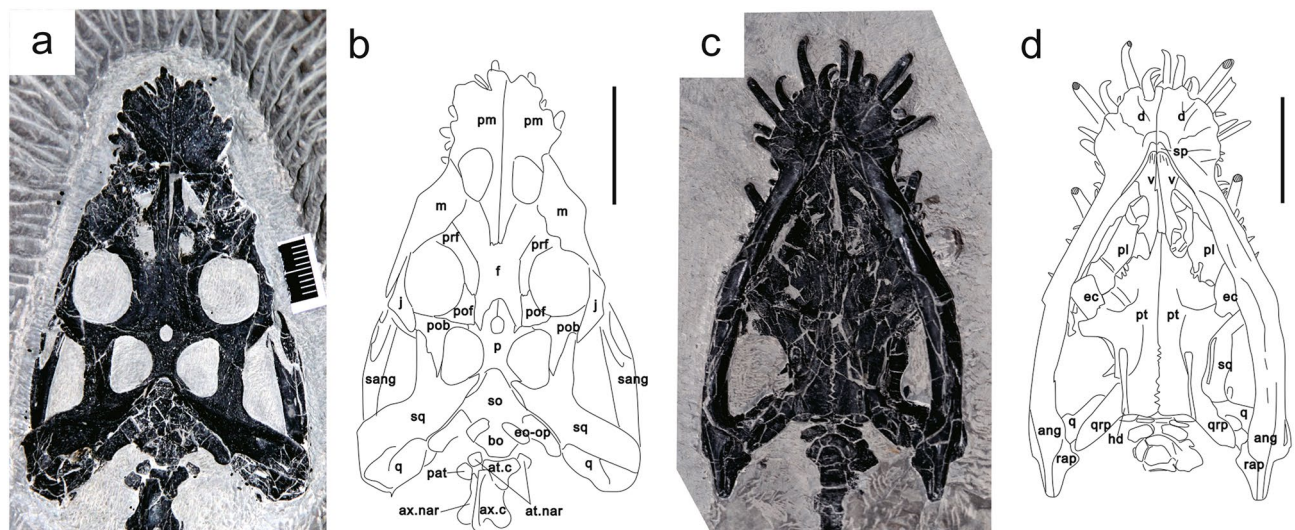 a
b
pm pm
m m
prf prf
f
j j
pof pof
pob pob
p
sang sang
so
sq sq
eo-op
bo
q q
pat at.c
ax.nar ax.c at.nar
c
d
d d
sp
v v
pl pl
ec ec
pt pt
sq
q q
ang qrp qrp ang
hd
rap rap